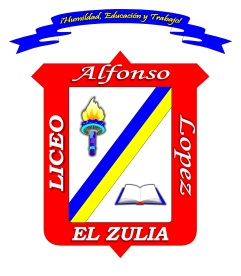 ¡Humildad, Educación y Trabajo!
Alfonso
LICEO
Lopez
EL ZULIA